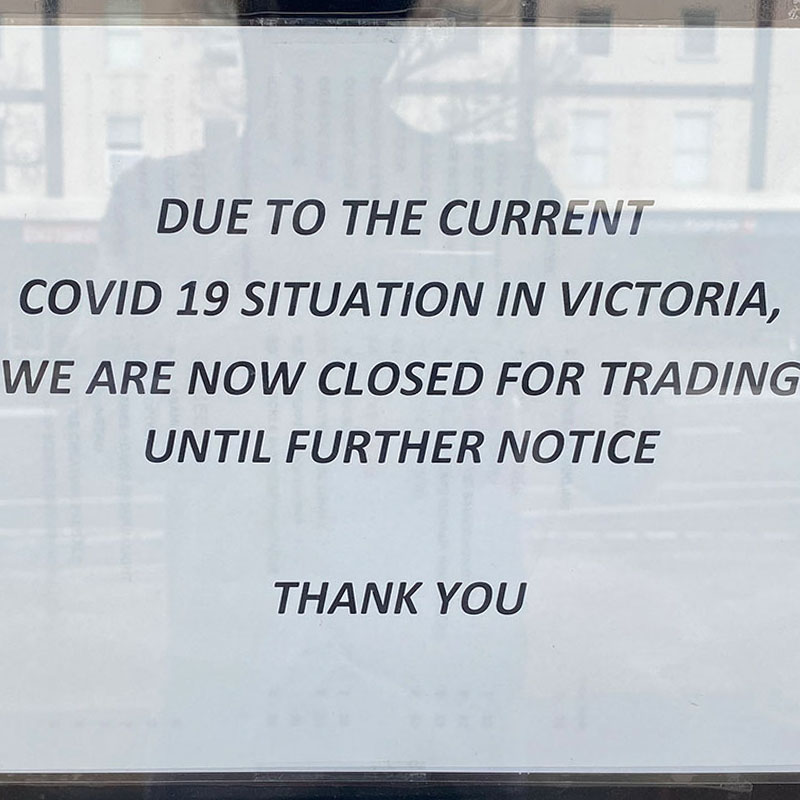 DUE TO THE CURRENT
COVID 19 SITUATION IN VICTORIA,
WE ARE NOW CLOSED FOR TRADING
UNTIL FURTHER NOTICE
THANK YOU